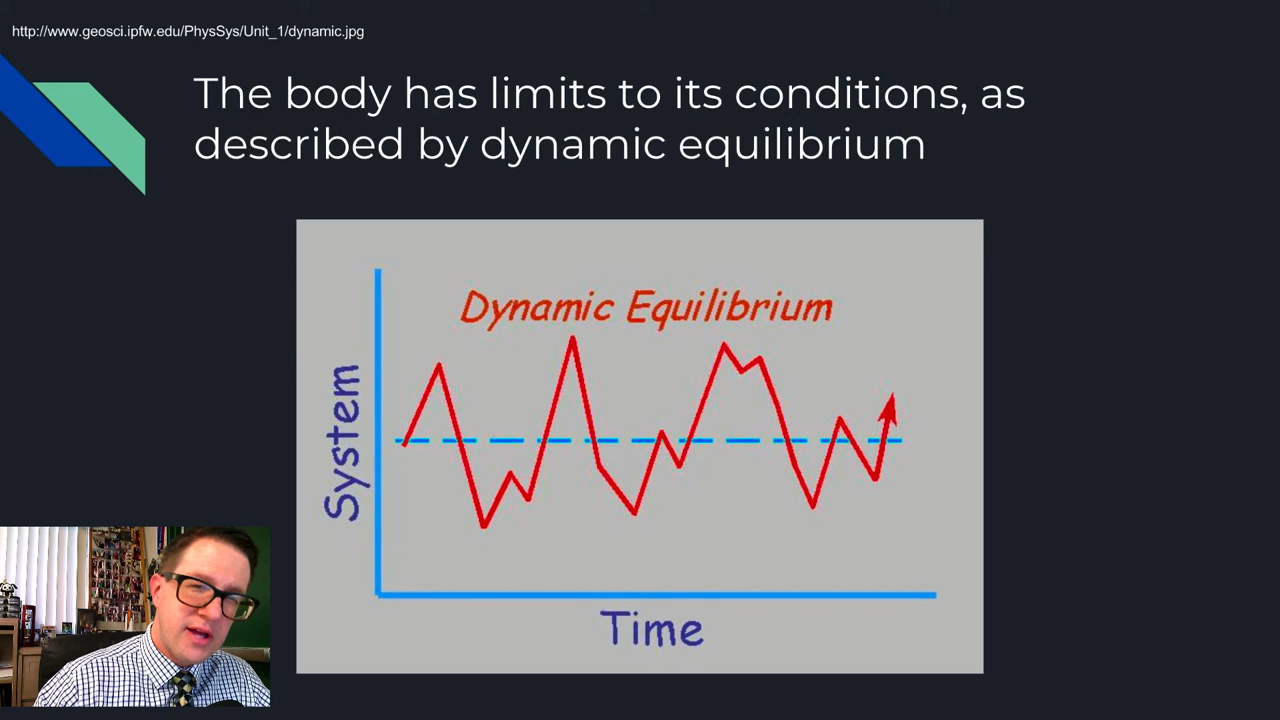 http://www.geosci.ipfw.edu/PhysSys/Unit_1/dynamic.jpg
The body has limits to its conditions, as
described by dynamic equilibrium
Dynamic Equilibrium
System
Time